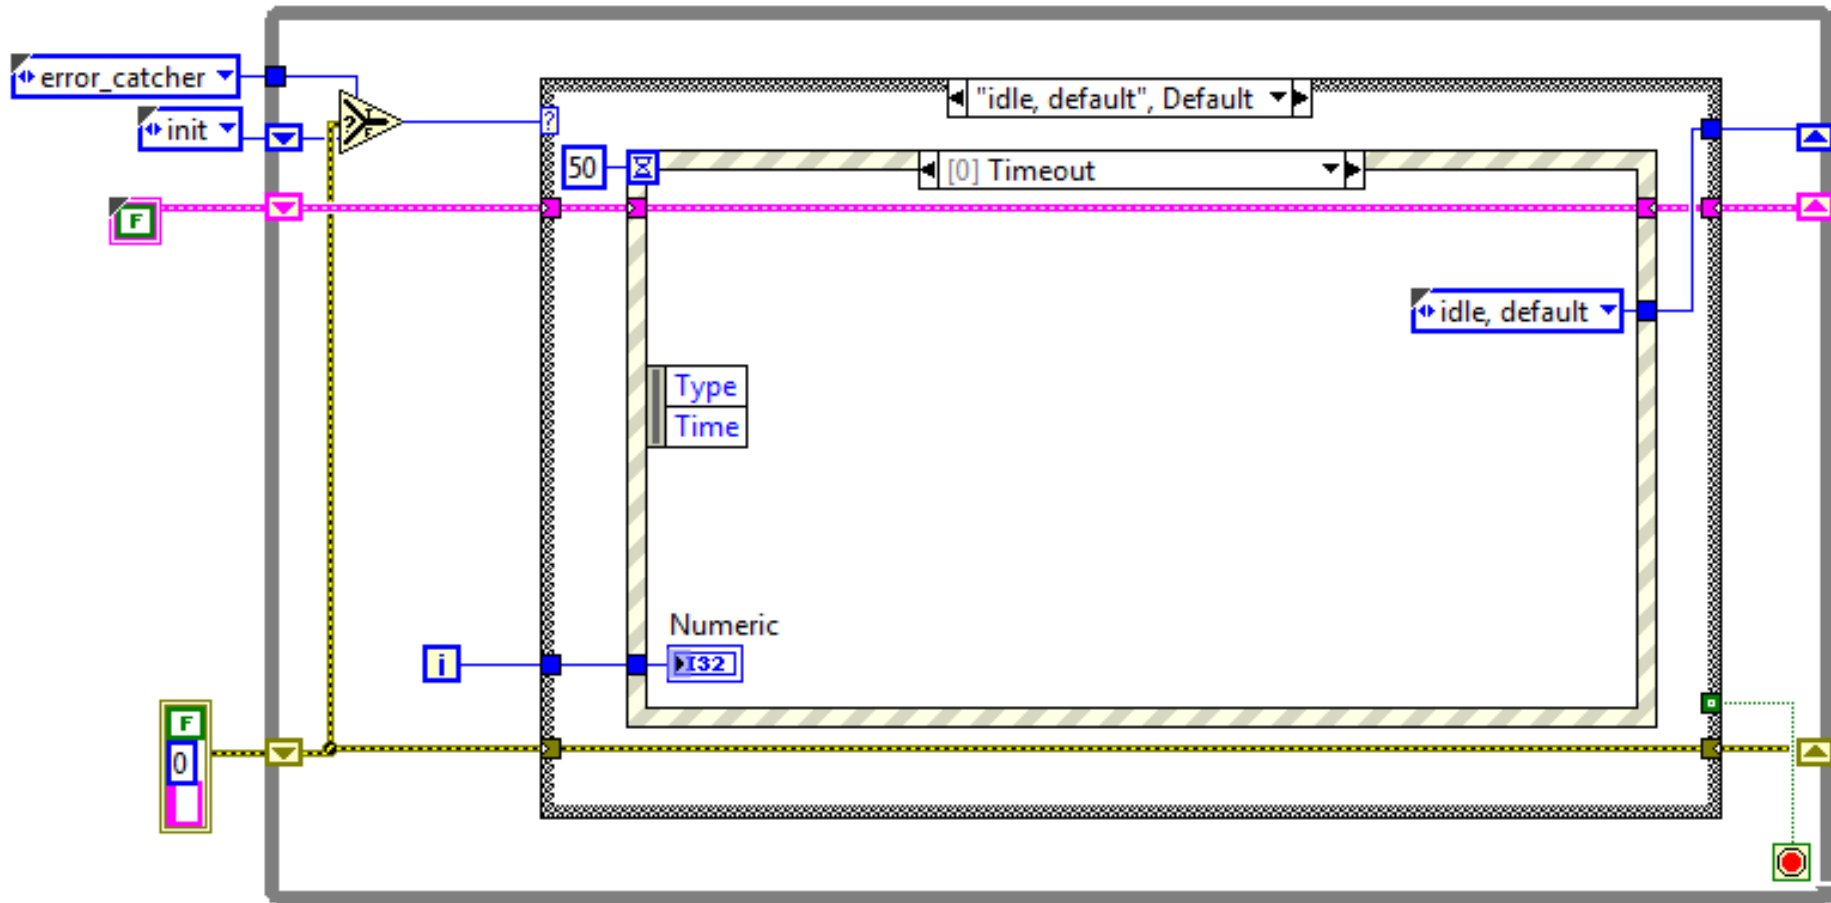 error_catcher
"idle, default", Default
?
T
F
init
?
50
[0] Timeout
F
idle, default
Type
Time
Numeric
i
I32
F
0